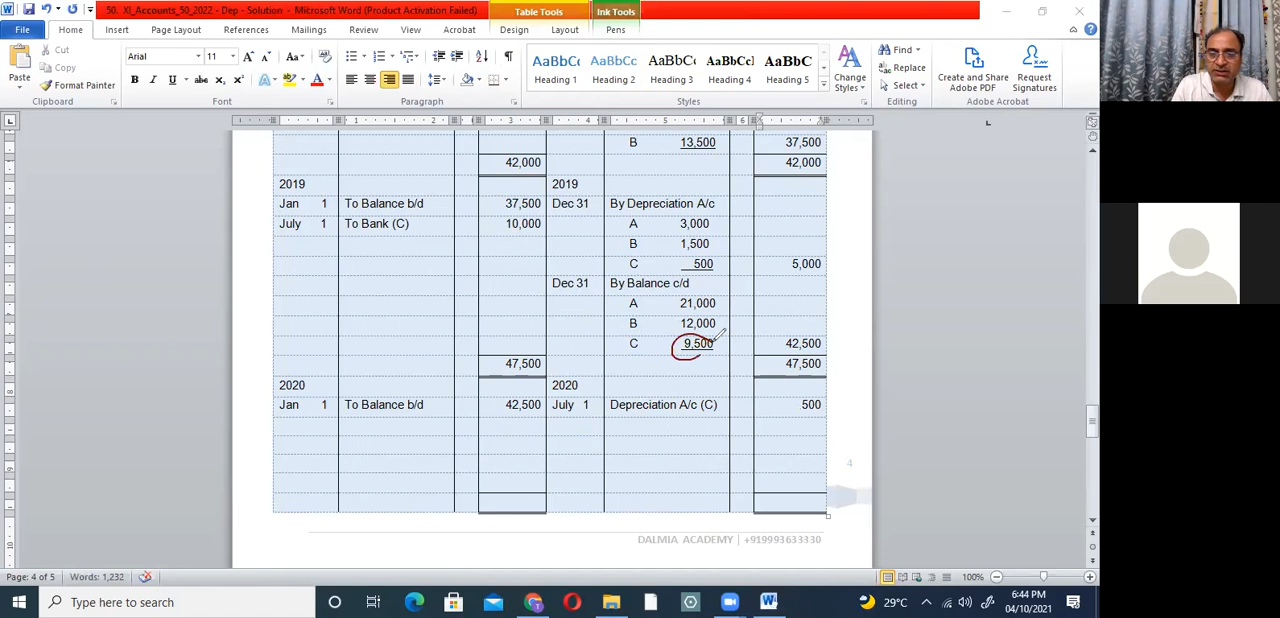 50. XI_Accounts_50_2022 - Dep - Solution - Microsoft Word (Product Activation Failed)
Table Tools
Ink Tools
File
Home
Insert
Page Layout
References
Mailings
Review
View
Acrobat
Design
Layout
Pens
Paste
Cut
Copy
Format Painter
Clipboard
Arial
11
Font
Paragraph
AaBbCc
Heading 1
AaBbCc
Heading 2
AaBbCc
Heading 3
AaBbCc
Heading 4
AaBbC
Heading 5
Change Styles
Styles
Find
Replace
Select
Editing
Create and Share Adobe PDF
Request Signatures
Adobe Acrobat
B 13,500 37,500
42,000 42,000
2019 2019
Jan 1 To Balance b/d 37,500 Dec 31 By Depreciation A/c
July 1 To Bank (C) 10,000 A 3,000
B 1,500
C 500 5,000
Dec 31 By Balance c/d
A 21,000
B 12,000
C 9,500 42,500
47,500 47,500
2020 2020
Jan 1 To Balance b/d 42,500 July 1 Depreciation A/c (C) 500
4
DALMIA ACADEMY | +919993633330
Page: 4 of 5
Words: 1,232
100%
Type here to search
29°C
6:44 PM
04/10/2021